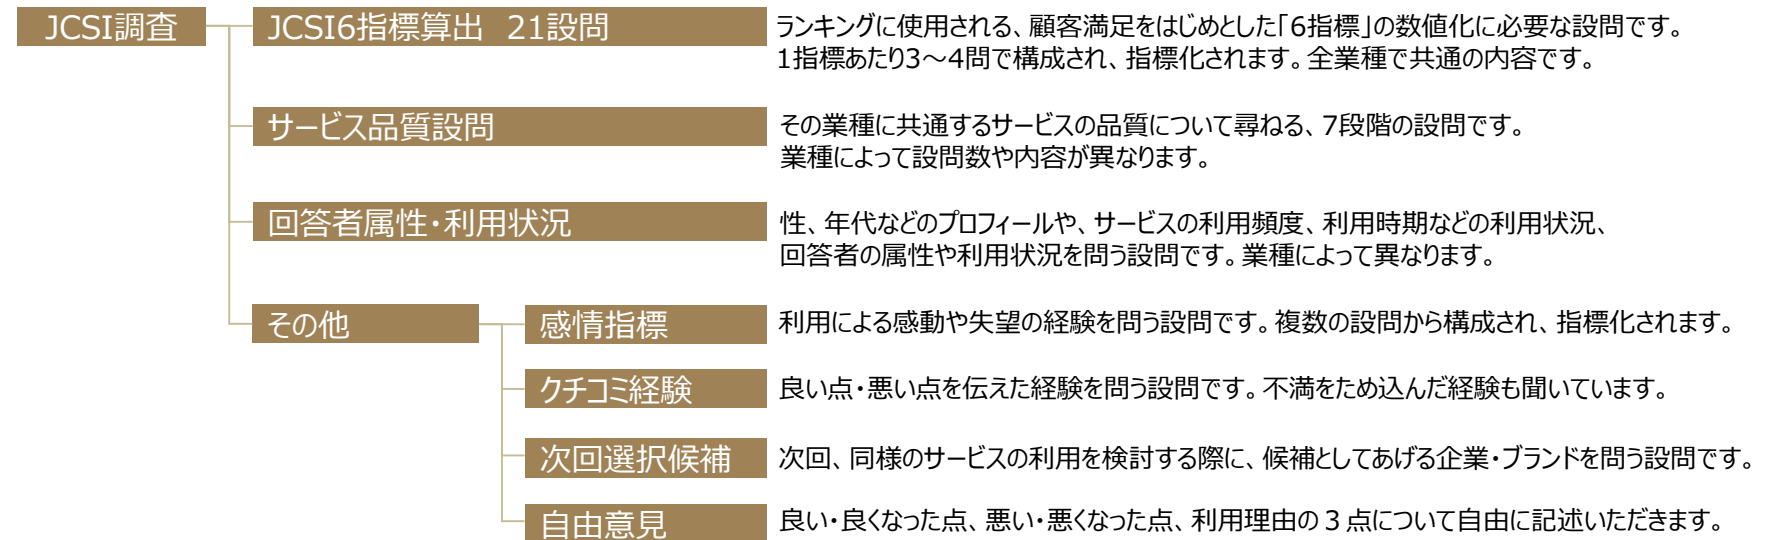 JCSI調査
JCSI6指標算出 21設問
ランキングに使用される、顧客満足をはじめとした「6指標」の数値化に必要な設問です。
1指標あたり3～4問で構成され、指標化されます。全業種で共通の内容です。
サービス品質設問
その業種に共通するサービスの品質について尋ねる、7段階の設問です。
業種によって設問数や内容が異なります。
回答者属性・利用状況
性、年代などのプロフィールや、サービスの利用頻度、利用時期などの利用状況、
回答者の属性や利用状況を問う設問です。業種によって異なります。
その他
感情指標
利用による感動や失望の経験を問う設問です。複数の設問から構成され、指標化されます。
クチコミ経験
良い点・悪い点を伝えた経験を問う設問です。不満をため込んだ経験も聞いています。
次回選択候補
次回、同様のサービスの利用を検討する際に、候補としてあげる企業・ブランドを問う設問です。
自由意見
良い・良くなった点、悪い・悪くなった点、利用理由の３点について自由に記述いただきます。